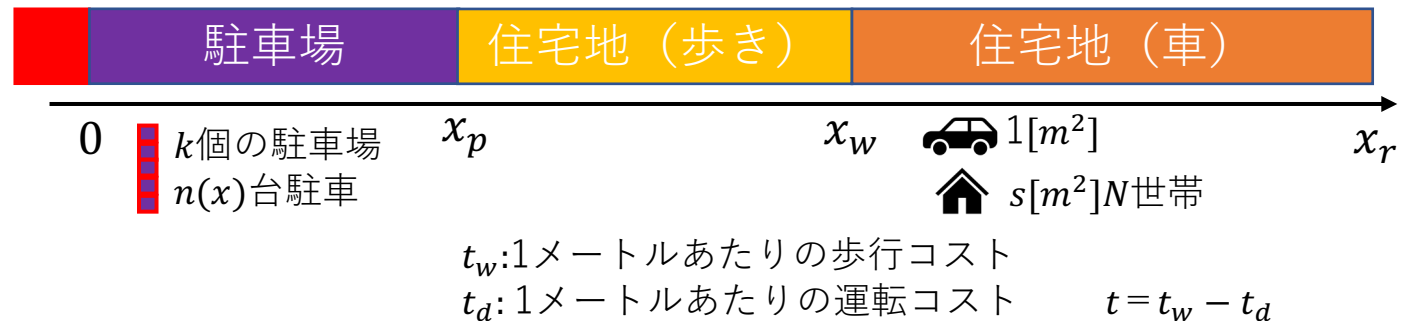 駐車場 住宅地（歩き） 住宅地（車）
0 x_p x_w x_r
k個の駐車場 1[m²]
n(x)台駐車 s[m²]N世帯
t_w:1メートルあたりの歩行コスト
t_d: 1メートルあたりの運転コスト t＝t_w − t_d